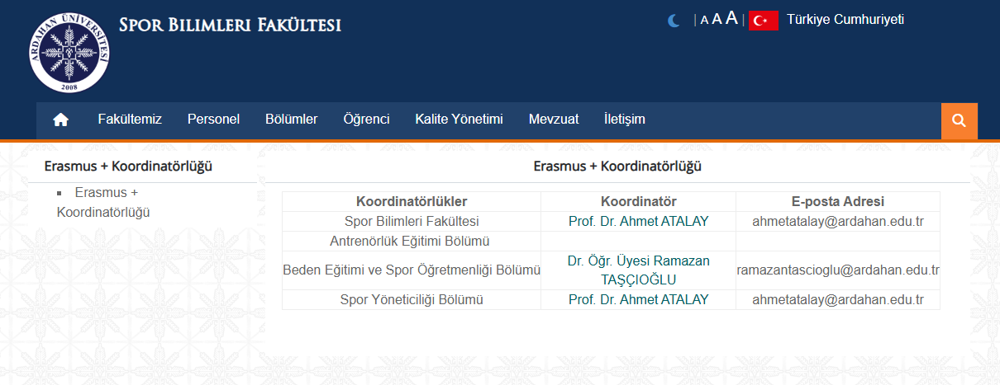 ARDAHAN ÜNİVERSİTESİ
2008
SPOR BİLİMLERİ FAKÜLTESİ
| A A A | Türkiye Cumhuriyeti
Fakültemiz Personel Bölümler Öğrenci Kalite Yönetimi Mevzuat İletişim
Erasmus + Koordinatörlüğü
▪ Erasmus +
Koordinatörlüğü
Erasmus + Koordinatörlüğü
Koordinatörlükler Koordinatör E-posta Adresi
Spor Bilimleri Fakültesi Prof. Dr. Ahmet ATALAY ahmetatalay@ardahan.edu.tr
Antrenörlük Eğitimi Bölümü
Beden Eğitimi ve Spor Öğretmenliği Bölümü Dr. Öğr. Üyesi Ramazan
TAŞÇIOĞLU ramazantascioglu@ardahan.edu.tr
Spor Yöneticiliği Bölümü Prof. Dr. Ahmet ATALAY ahmetatalay@ardahan.edu.tr